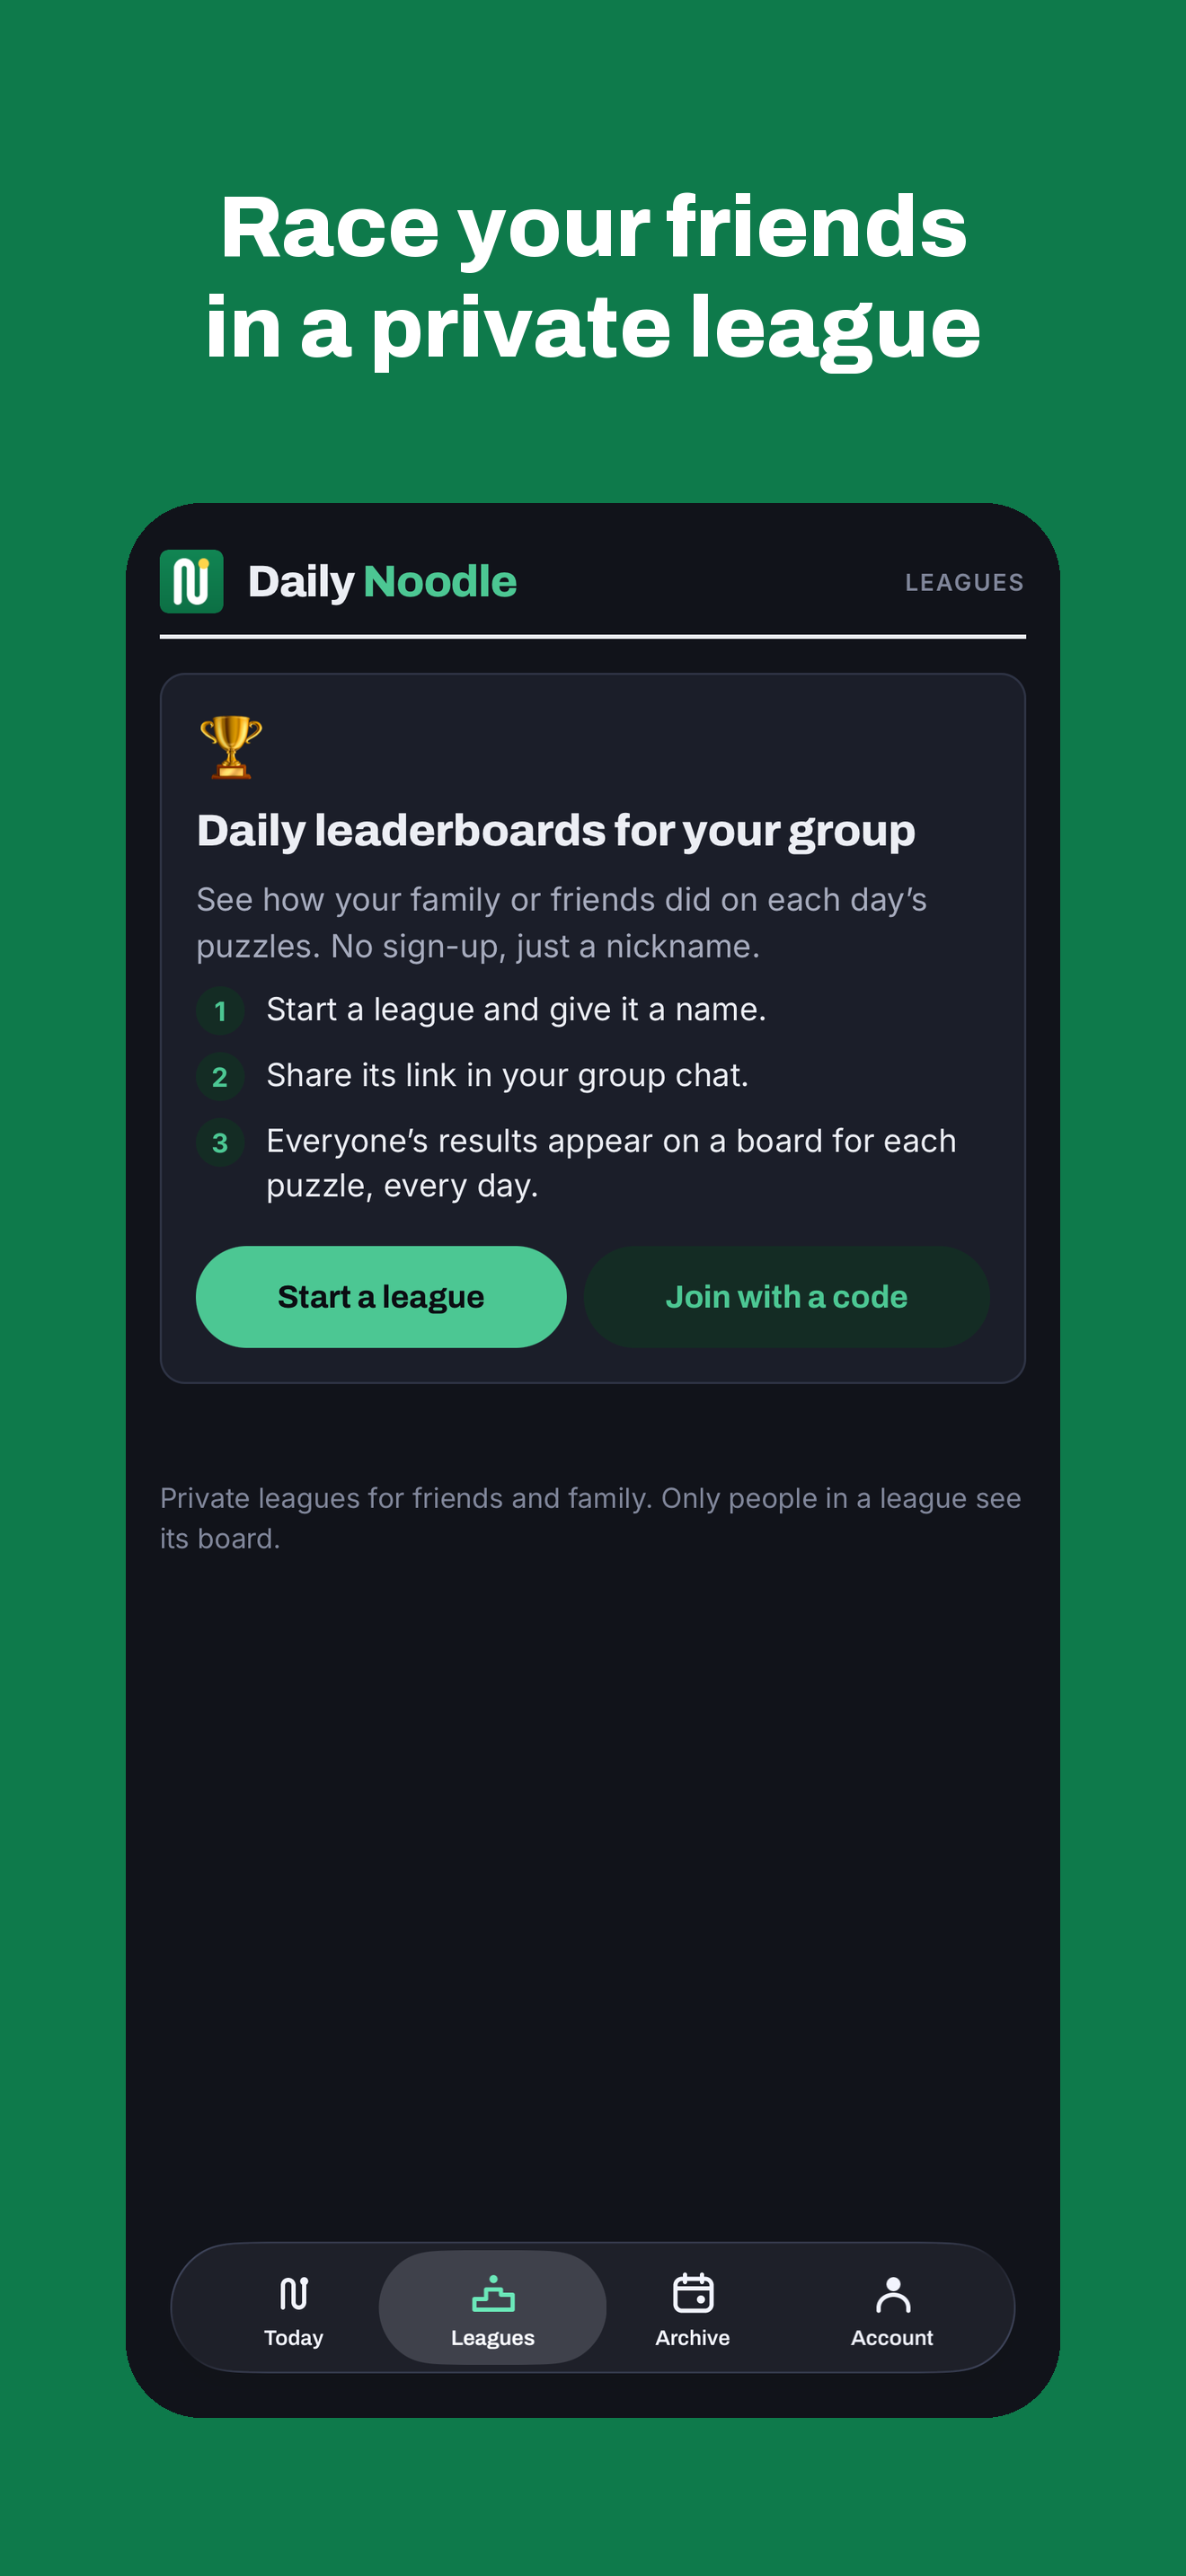 Race your friends
in a private league
Daily Noodle
LEAGUES
Daily leaderboards for your group
See how your family or friends did on each day’s
puzzles. No sign-up, just a nickname.
1 Start a league and give it a name.
2 Share its link in your group chat.
3 Everyone’s results appear on a board for each
puzzle, every day.
Start a league
Join with a code
Private leagues for friends and family. Only people in a league see
its board.
Today
Leagues
Archive
Account